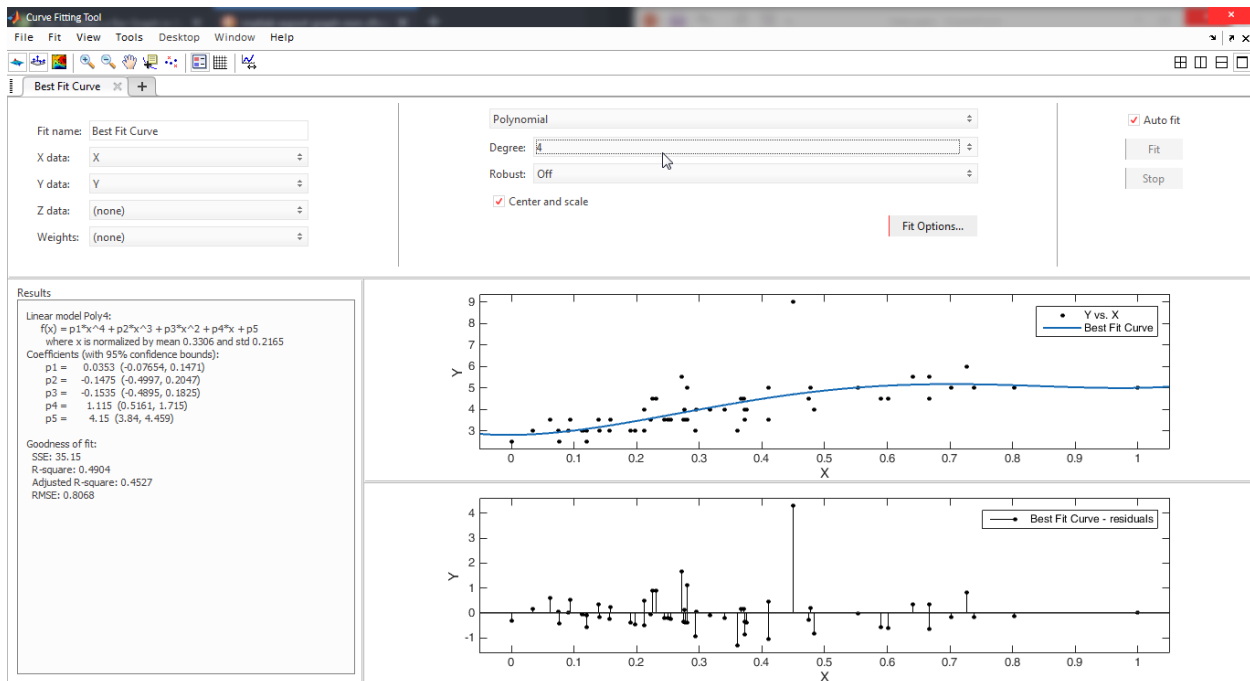 Curve Fitting Tool
File Fit View Tools Desktop Window Help
Best Fit Curve
Fit name: Best Fit Curve
X data: X
Y data: Y
Z data: (none)
Weights: (none)
Polynomial
Degree: 4
Robust: Off
Center and scale
Fit Options...
Auto fit
Fit
Stop
Results
Linear model Poly4:
f(x) = p1*x^4 + p2*x^3 + p3*x^2 + p4*x + p5
where x is normalized by mean 0.3306 and std 0.2165
Coefficients (with 95% confidence bounds):
p1 = 0.0353 (-0.07654, 0.1471)
p2 = -0.1475 (-0.4997, 0.2047)
p3 = -0.1535 (-0.4895, 0.1825)
p4 = 1.115 (0.5161, 1.715)
p5 = 4.15 (3.84, 4.459)
Goodness of fit:
SSE: 35.15
R-square: 0.4904
Adjusted R-square: 0.4527
RMSE: 0.8068
9
8
7
6
5
4
3
Y
Y vs. X
Best Fit Curve
0 0.1 0.2 0.3 0.4 0.5 0.6 0.7 0.8 0.9 1
X
4
3
2
1
0
-1
Y
Best Fit Curve - residuals
0 0.1 0.2 0.3 0.4 0.5 0.6 0.7 0.8 0.9 1
X